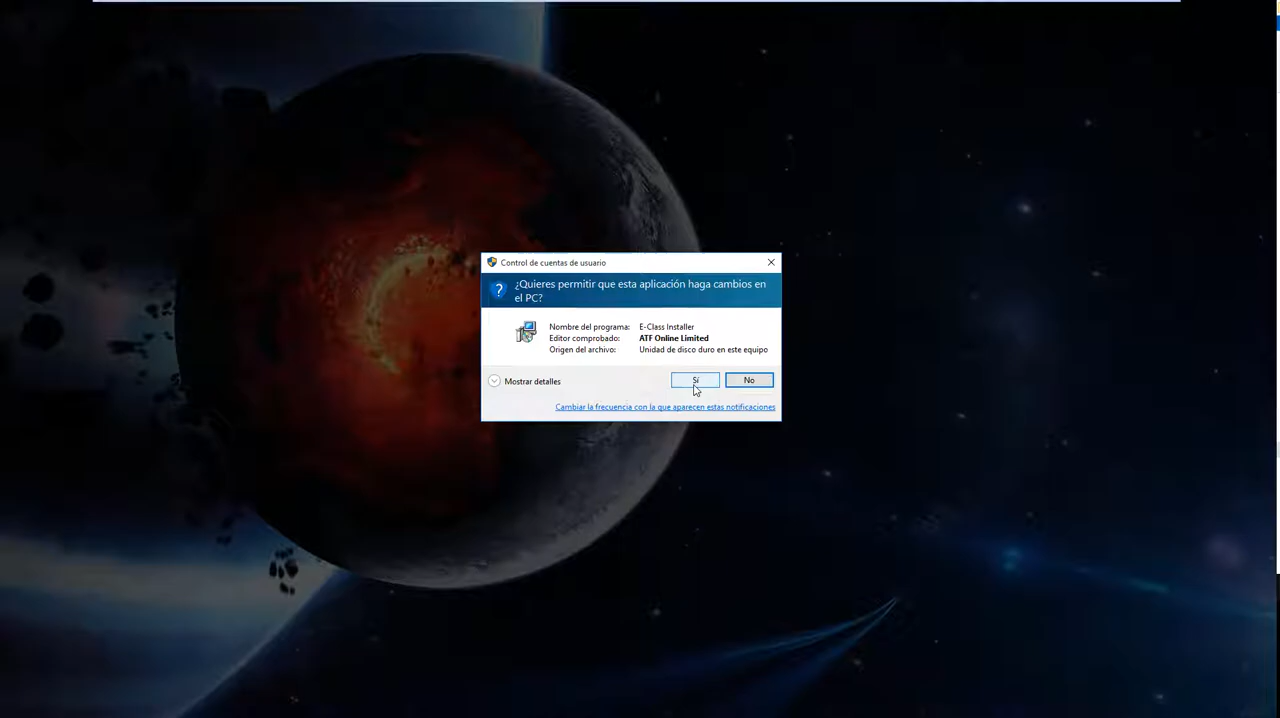 Control de cuentas de usuario
¿Quieres permitir que esta aplicación haga cambios en
el PC?
Nombre del programa: E-Class Installer
Editor comprobado: ATF Online Limited
Origen del archivo: Unidad de disco duro en este equipo
Mostrar detalles
Sí
No
Cambiar la frecuencia con la que aparecen estas notificaciones